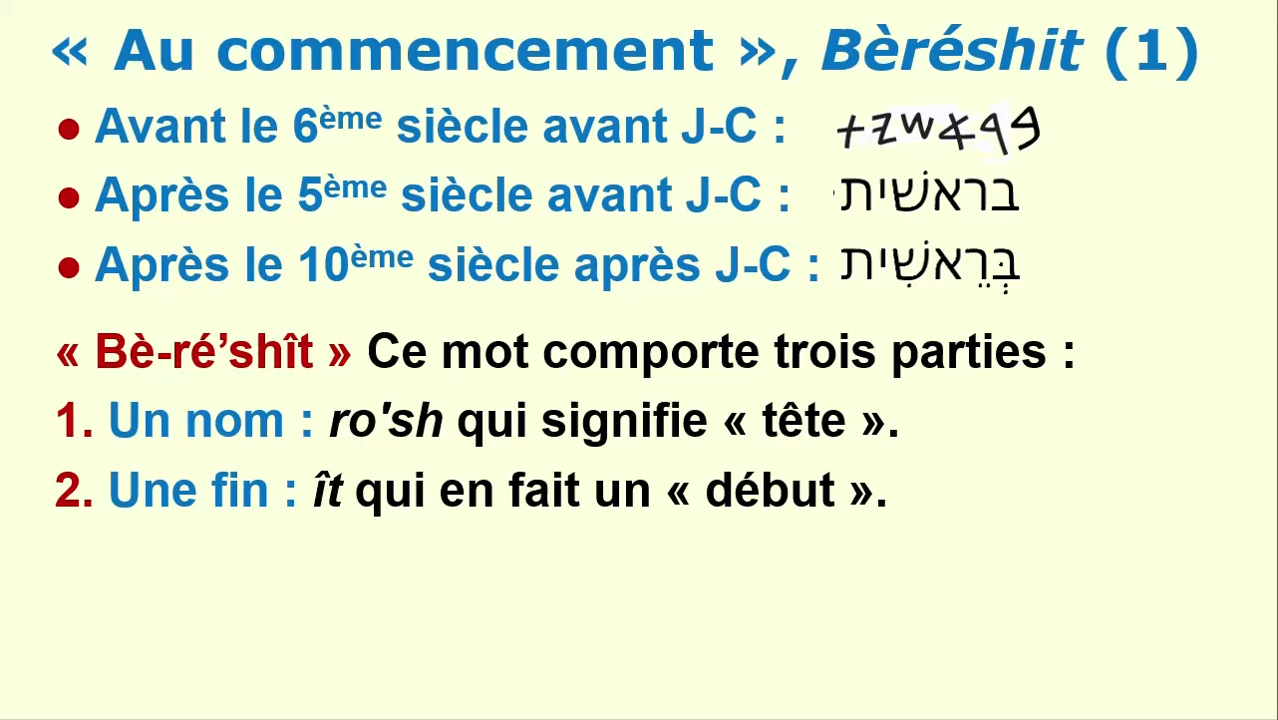 « Au commencement », Bèréshit (1)
● Avant le 6ème siècle avant J-C : 𐤁𐤓𐤀𐤔𐤉𐤕
● Après le 5ème siècle avant J-C : בראשׁית
● Après le 10ème siècle après J-C : בְּרֵאשִׁית
« Bè-ré’shît » Ce mot comporte trois parties :
1. Un nom : ro'sh qui signifie « tête ».
2. Une fin : ît qui en fait un « début ».